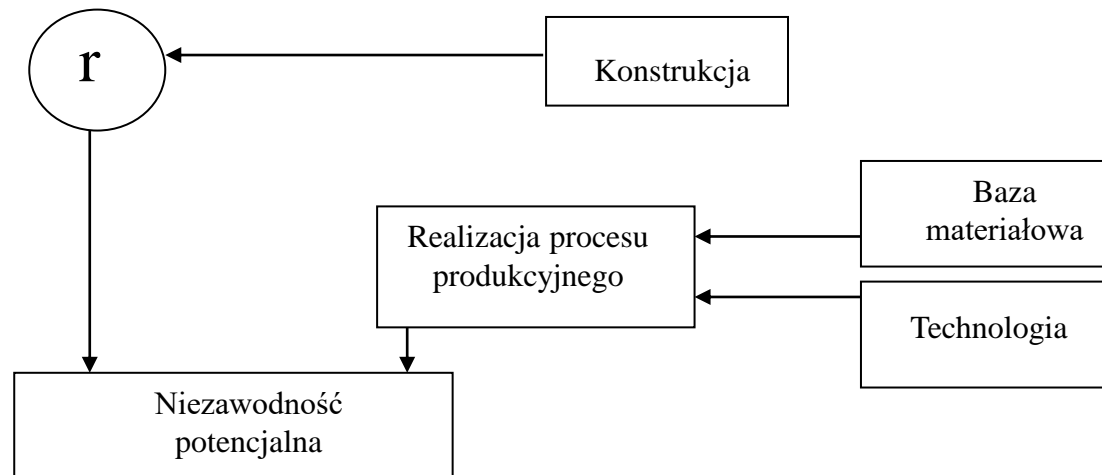 r
Konstrukcja
Baza
materiałowa
Realizacja procesu
produkcyjnego
Technologia
Niezawodność
potencjalna